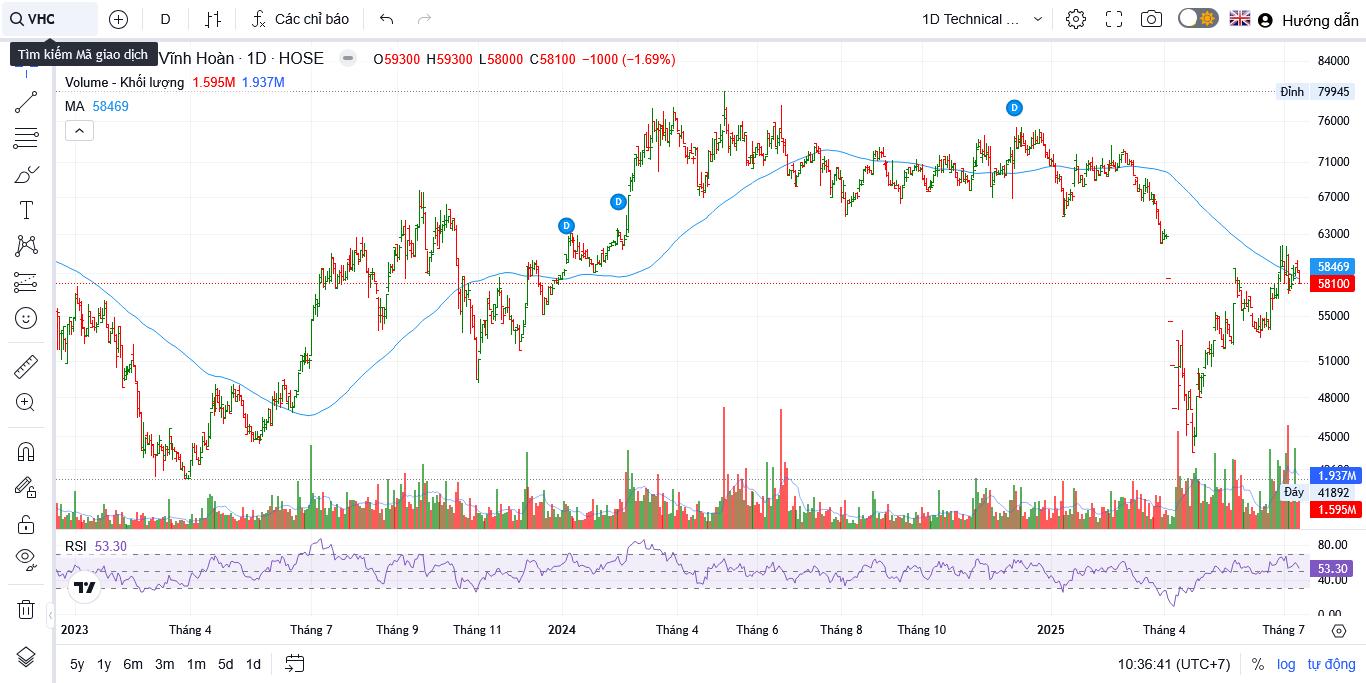 VHC
D
Các chỉ báo
1D Technical ...
Hướng dẫn
Tìm kiếm Mã giao dịch
Vĩnh Hoàn · 1D · HOSE
O59300 H59300 L58000 C58100 −1000 (−1.69%)
Volume - Khối lượng 1.595M 1.937M
MA 58469
84000
Đỉnh 79945
76000
71000
67000
63000
58469
58100
55000
51000
48000
45000
1.937M
Đáy 41892
1.595M
D
D
D
RSI 53.30
80.00
53.30
40.00
0.00
2023 Tháng 4 Tháng 7 Tháng 9 Tháng 11 2024 Tháng 4 Tháng 6 Tháng 8 Tháng 10 2025 Tháng 4 Tháng 7
5y 1y 6m 3m 1m 5d 1d
10:36:41 (UTC+7) % log tự động